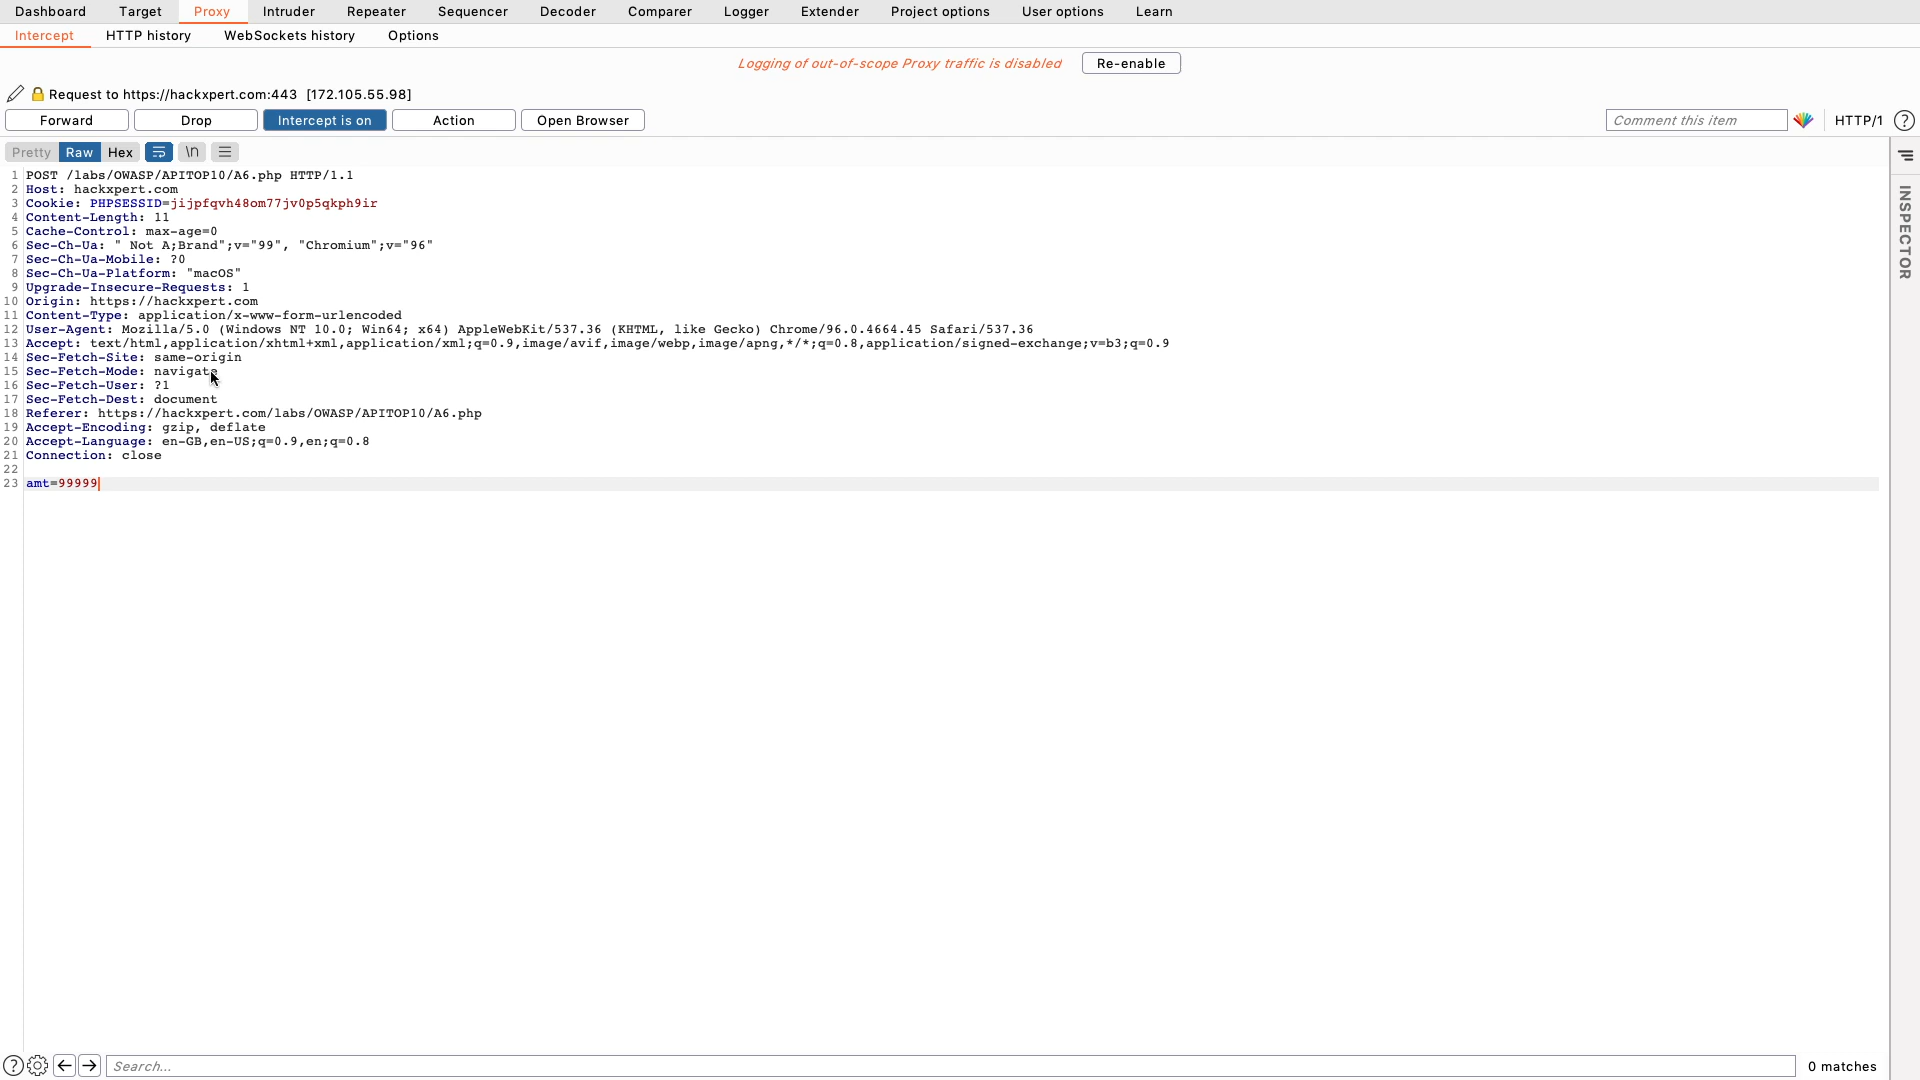 Dashboard Target Proxy Intruder Repeater Sequencer Decoder Comparer Logger Extender Project options User options Learn
Intercept HTTP history WebSockets history Options
Logging of out-of-scope Proxy traffic is disabled Re-enable
Request to https://hackxpert.com:443 [172.105.55.98]
Forward Drop Intercept is on Action Open Browser Comment this item HTTP/1 ?
Pretty Raw Hex \n
INSPECTOR
1 POST /labs/OWASP/APITOP10/A6.php HTTP/1.1
2 Host: hackxpert.com
3 Cookie: PHPSESSID=jijpfqvh48om77jv0p5qkph9ir
4 Content-Length: 11
5 Cache-Control: max-age=0
6 Sec-Ch-Ua: " Not A;Brand";v="99", "Chromium";v="96"
7 Sec-Ch-Ua-Mobile: ?0
8 Sec-Ch-Ua-Platform: "macOS"
9 Upgrade-Insecure-Requests: 1
10 Origin: https://hackxpert.com
11 Content-Type: application/x-www-form-urlencoded
12 User-Agent: Mozilla/5.0 (Windows NT 10.0; Win64; x64) AppleWebKit/537.36 (KHTML, like Gecko) Chrome/96.0.4664.45 Safari/537.36
13 Accept: text/html,application/xhtml+xml,application/xml;q=0.9,image/avif,image/webp,image/apng,*/*;q=0.8,application/signed-exchange;v=b3;q=0.9
14 Sec-Fetch-Site: same-origin
15 Sec-Fetch-Mode: navigate
16 Sec-Fetch-User: ?1
17 Sec-Fetch-Dest: document
18 Referer: https://hackxpert.com/labs/OWASP/APITOP10/A6.php
19 Accept-Encoding: gzip, deflate
20 Accept-Language: en-GB,en-US;q=0.9,en;q=0.8
21 Connection: close
22
23 amt=99999
? Search... 0 matches